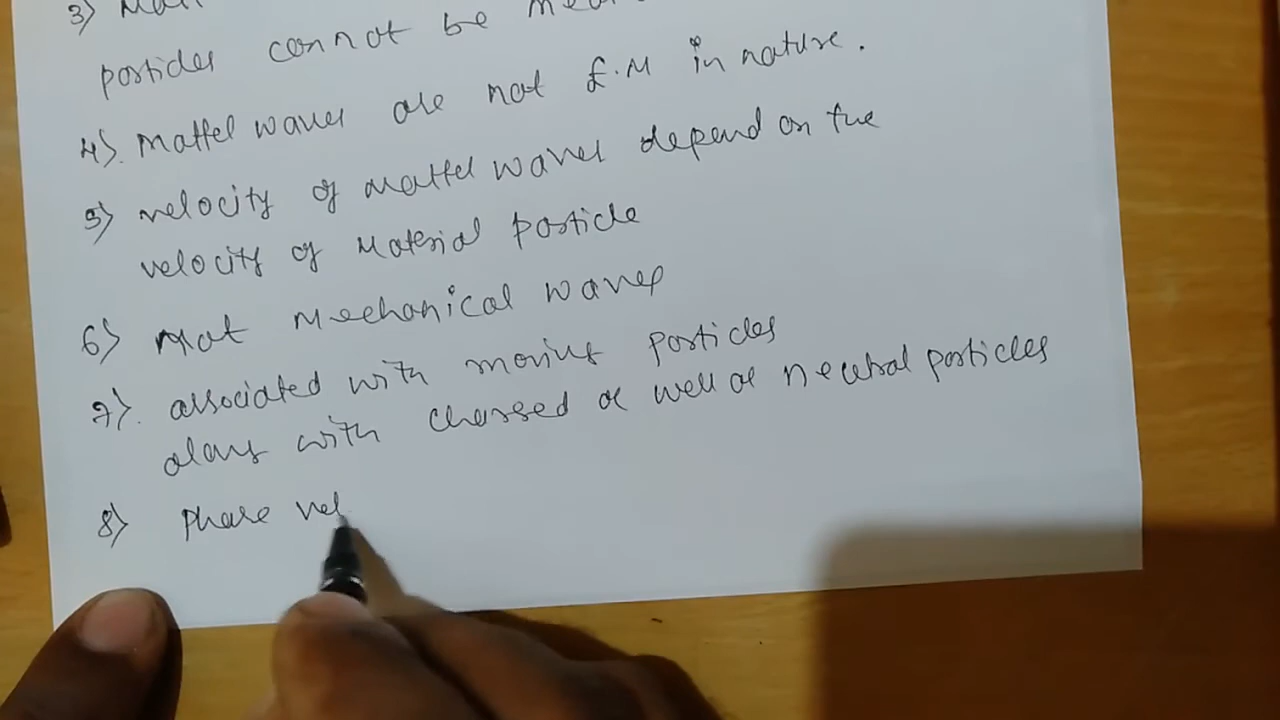 3)
particles cannot be
4). Matter waves are not E.M in nature.
5) velocity of matter waves depend on the
velocity of Material particle
6) Not Mechanical waves
7). associated with moving particles
along with charged as well as neutral particles
8) Phase vel